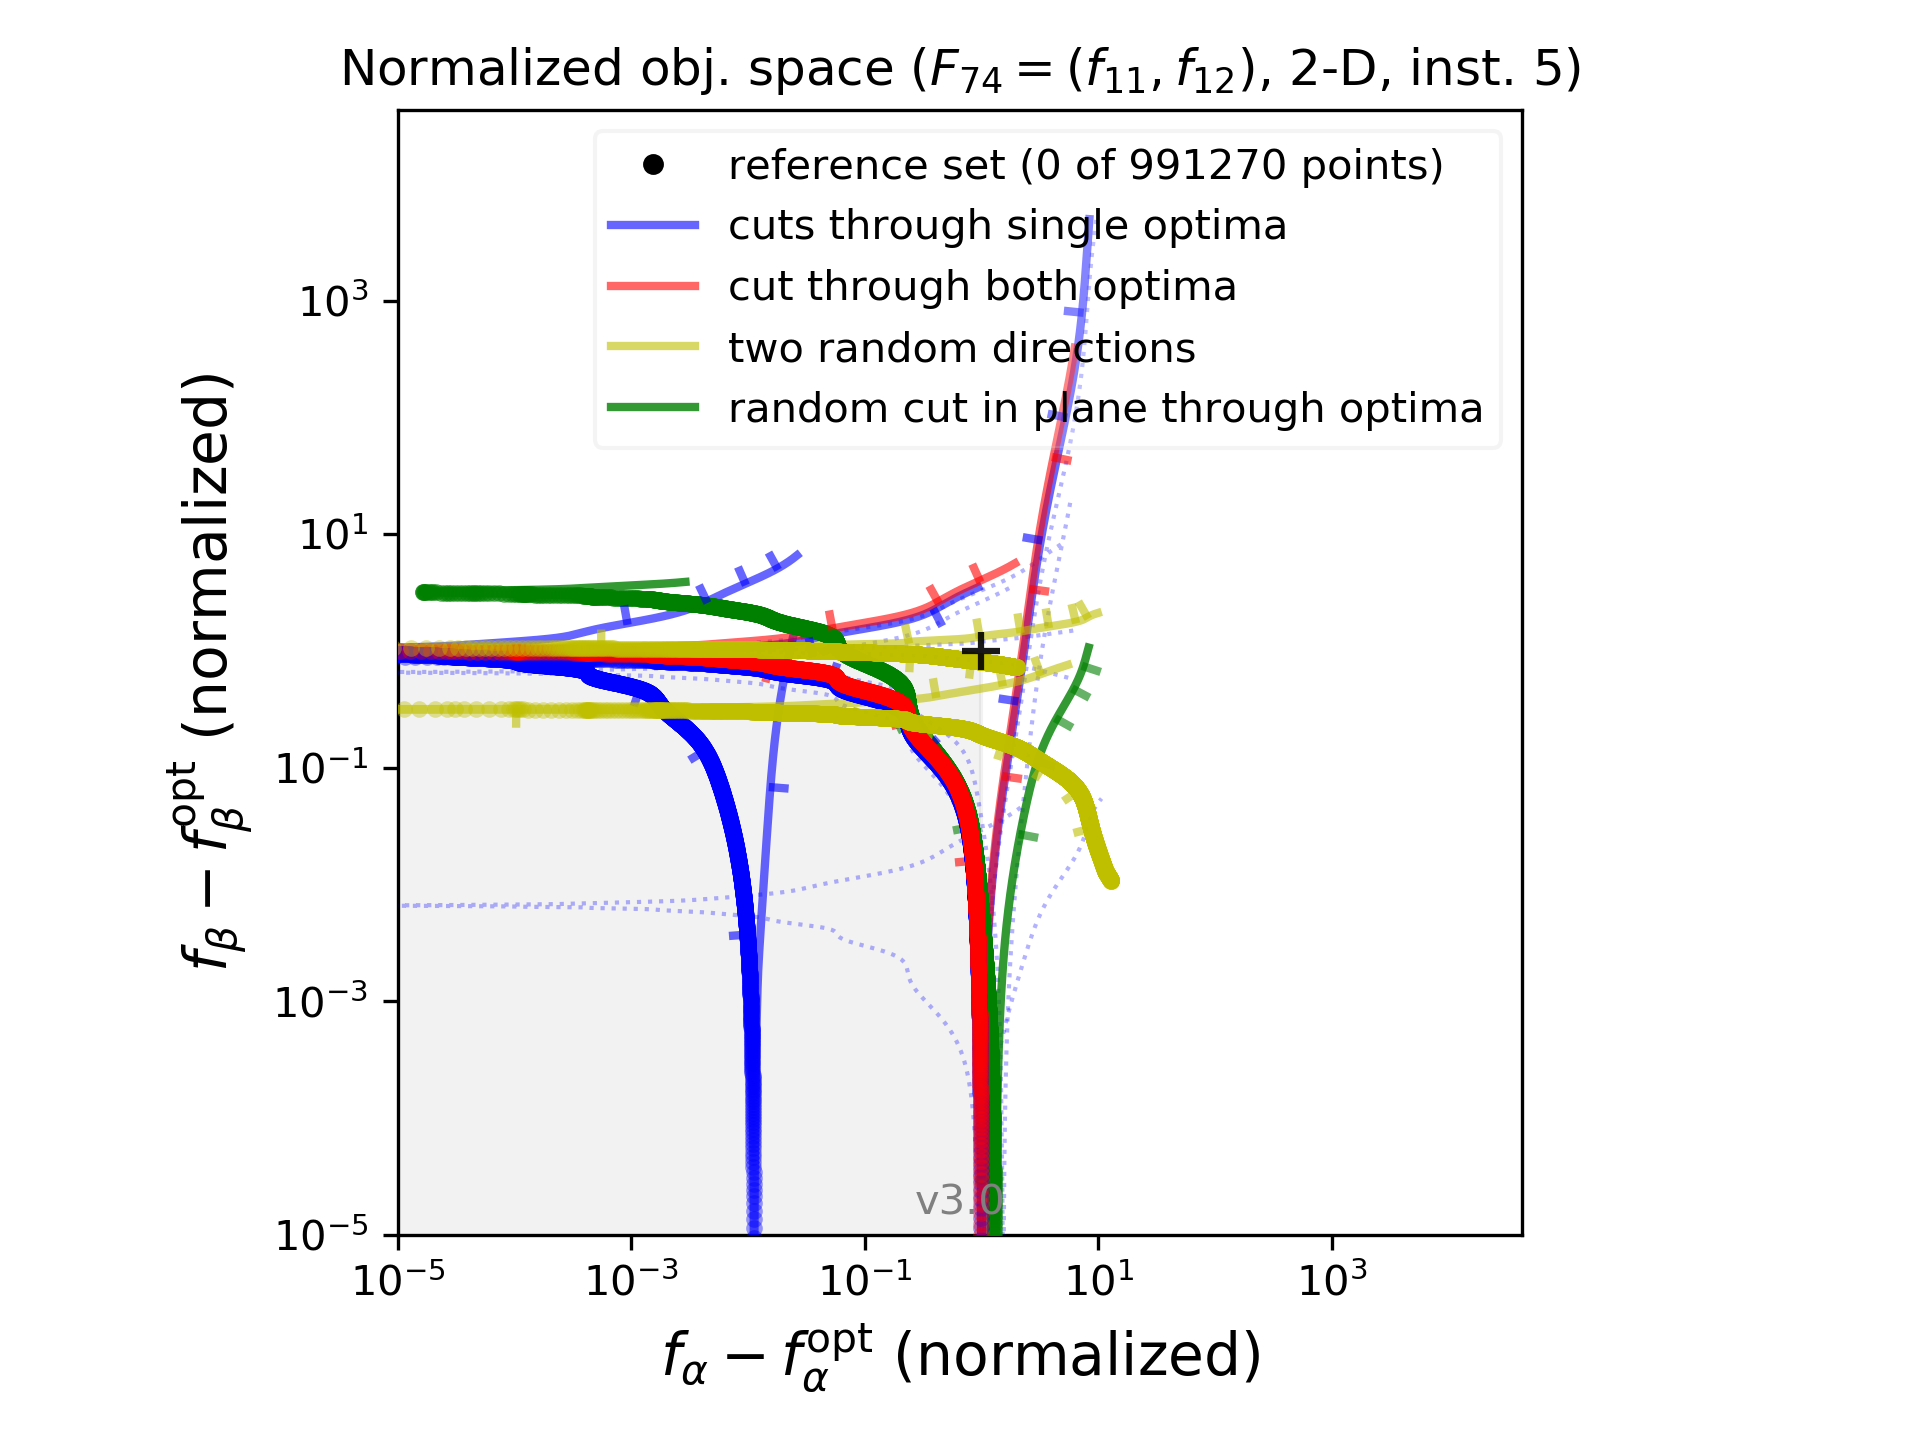 Normalized obj. space (F₇₄ = (f₁₁, f₁₂), 2-D, inst. 5)
reference set (0 of 991270 points)
cuts through single optima
cut through both optima
two random directions
random cut in plane through optima
10³
10¹
10⁻¹
10⁻³
10⁻⁵
f_β − f_β^opt (normalized)
v3.0
10⁻⁵ 10⁻³ 10⁻¹ 10¹ 10³
f_α − f_α^opt (normalized)